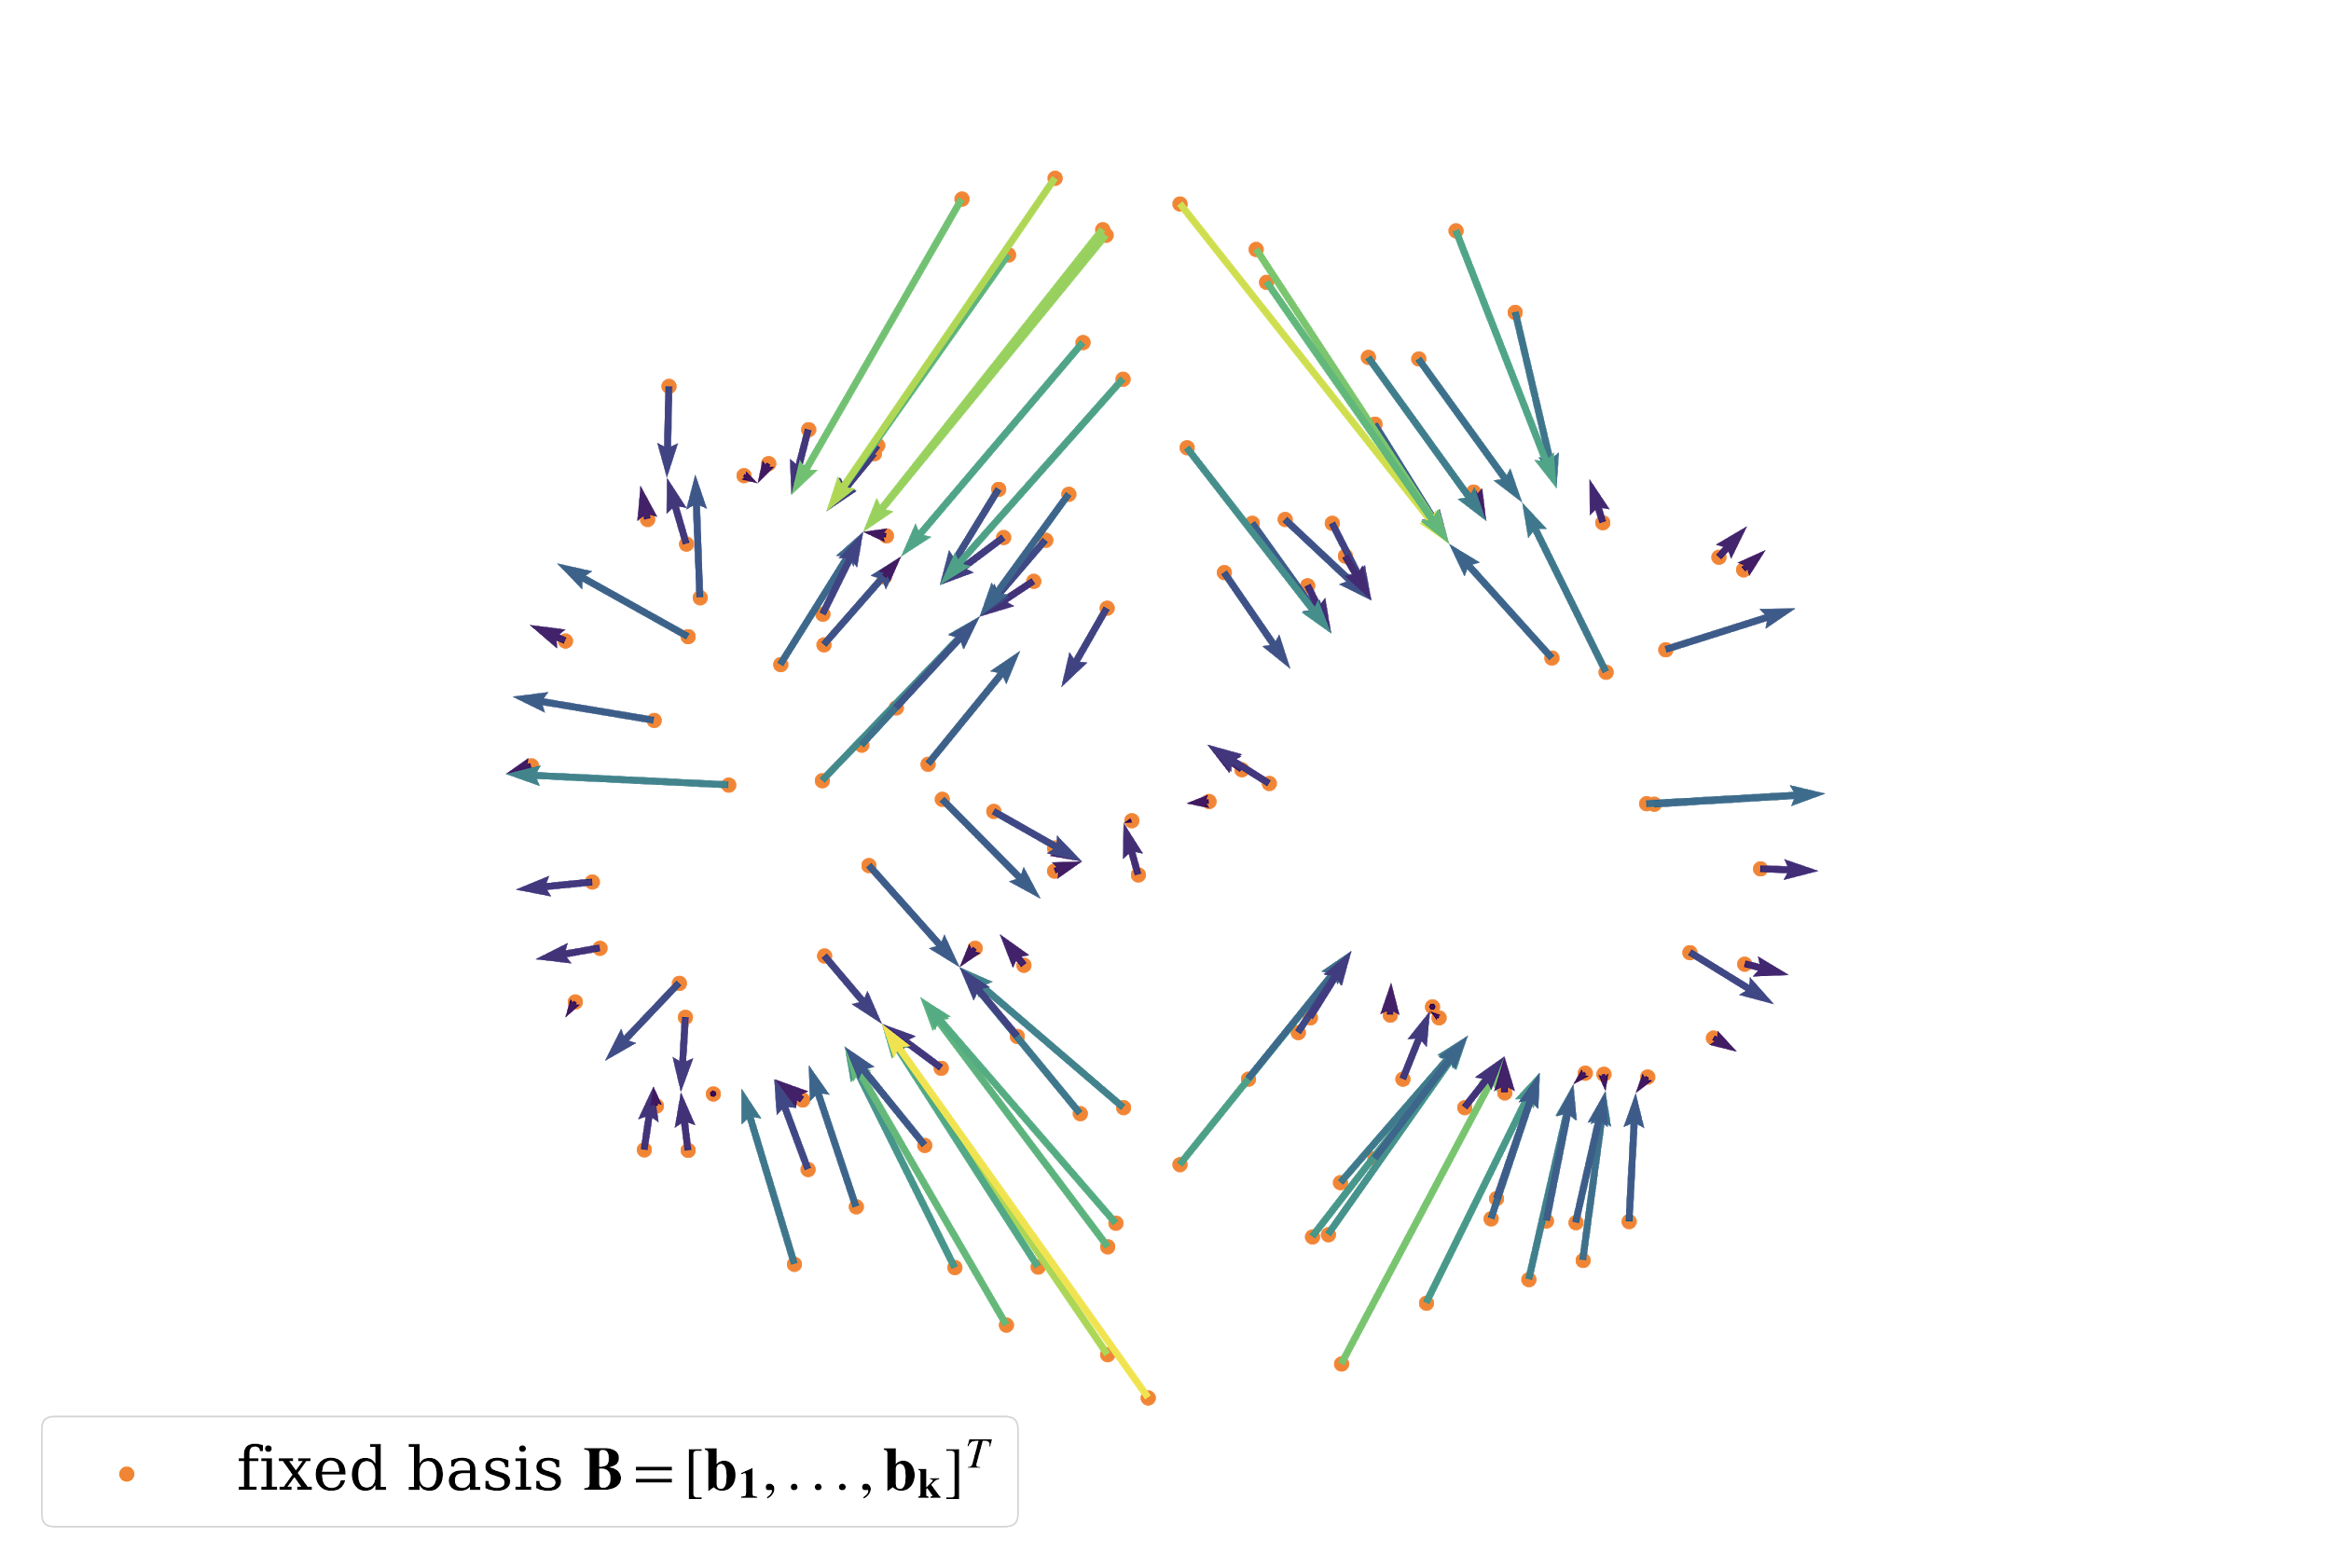 fixed basis B = [b₁, . . . , bₖ]ᵀ